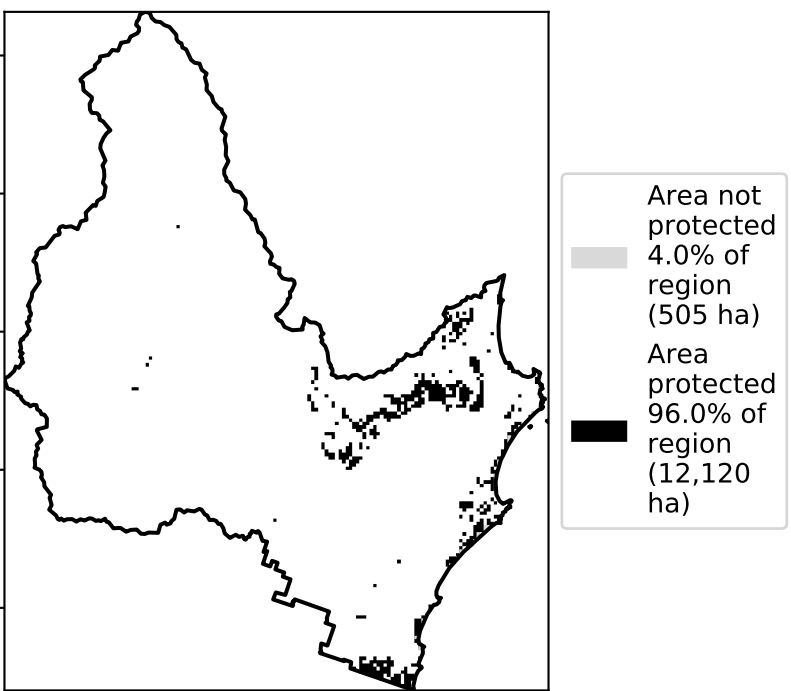 Area not
protected
4.0% of
region
(505 ha)
Area
protected
96.0% of
region
(12,120
ha)